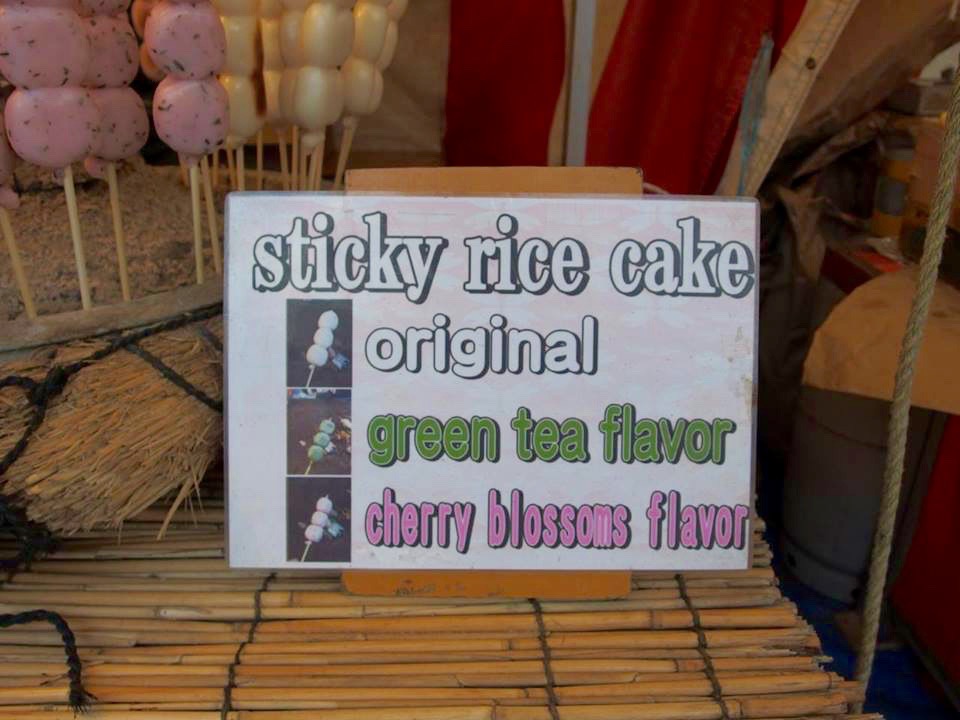 sticky rice cake
original
green tea flavor
cherry blossoms flavor